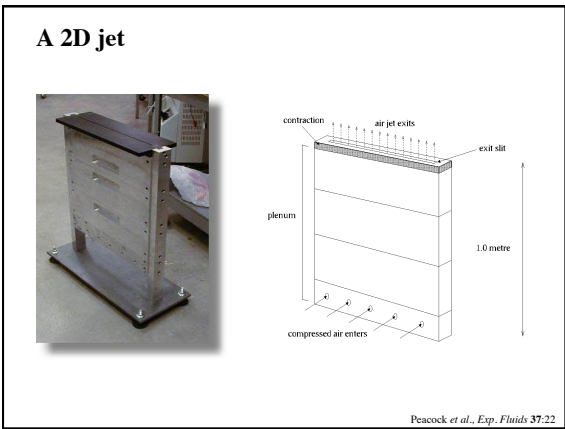 A 2D jet
contraction
air jet exits
exit slit
plenum
1.0 metre
compressed air enters
Peacock et al., Exp. Fluids 37:22